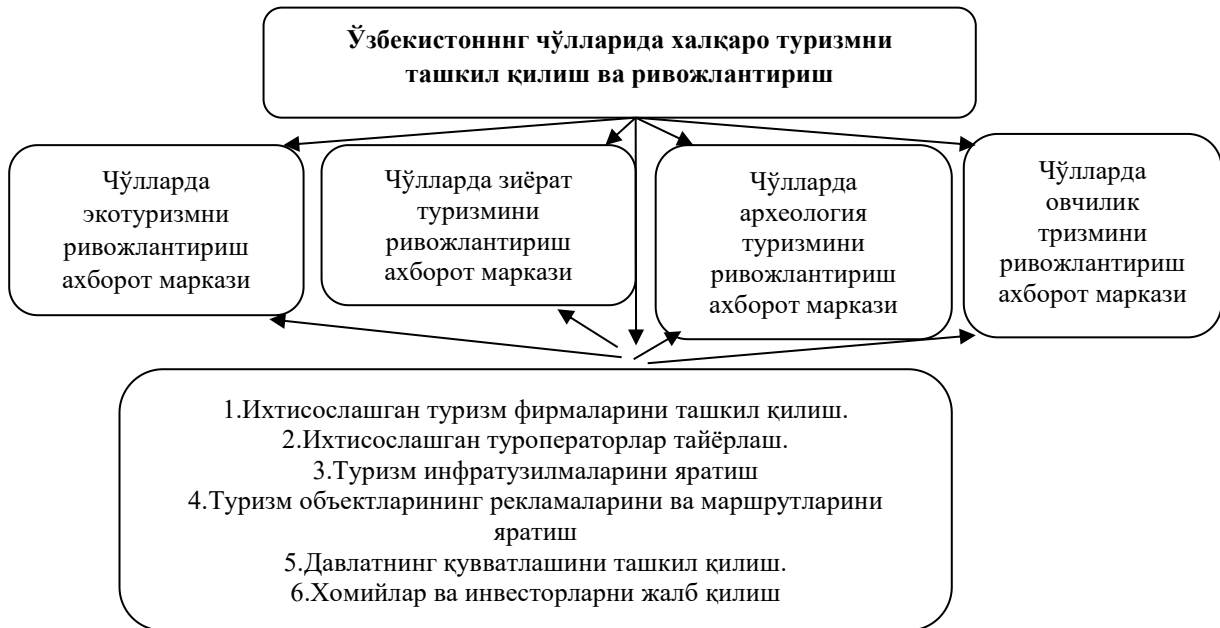 Ўзбекистонннг чўлларида халқаро туризмни
ташкил қилиш ва ривожлантириш
Чўлларда
экотуризмни
ривожлантириш
ахборот маркази
Чўлларда зиёрат
туризмини
ривожлантириш
ахборот маркази
Чўлларда
археология
туризмини
ривожлантириш
ахборот маркази
Чўлларда
овчилик
тризмини
ривожлантириш
ахборот маркази
1.Ихтисослашган туризм фирмаларини ташкил қилиш.
2.Ихтисослашган туроператорлар тайёрлаш.
3.Туризм инфратузилмаларини яратиш
4.Туризм объектларининг рекламаларини ва маршрутларини
яратиш
5.Давлатнинг қувватлашини ташкил қилиш.
6.Хомийлар ва инвесторларни жалб қилиш